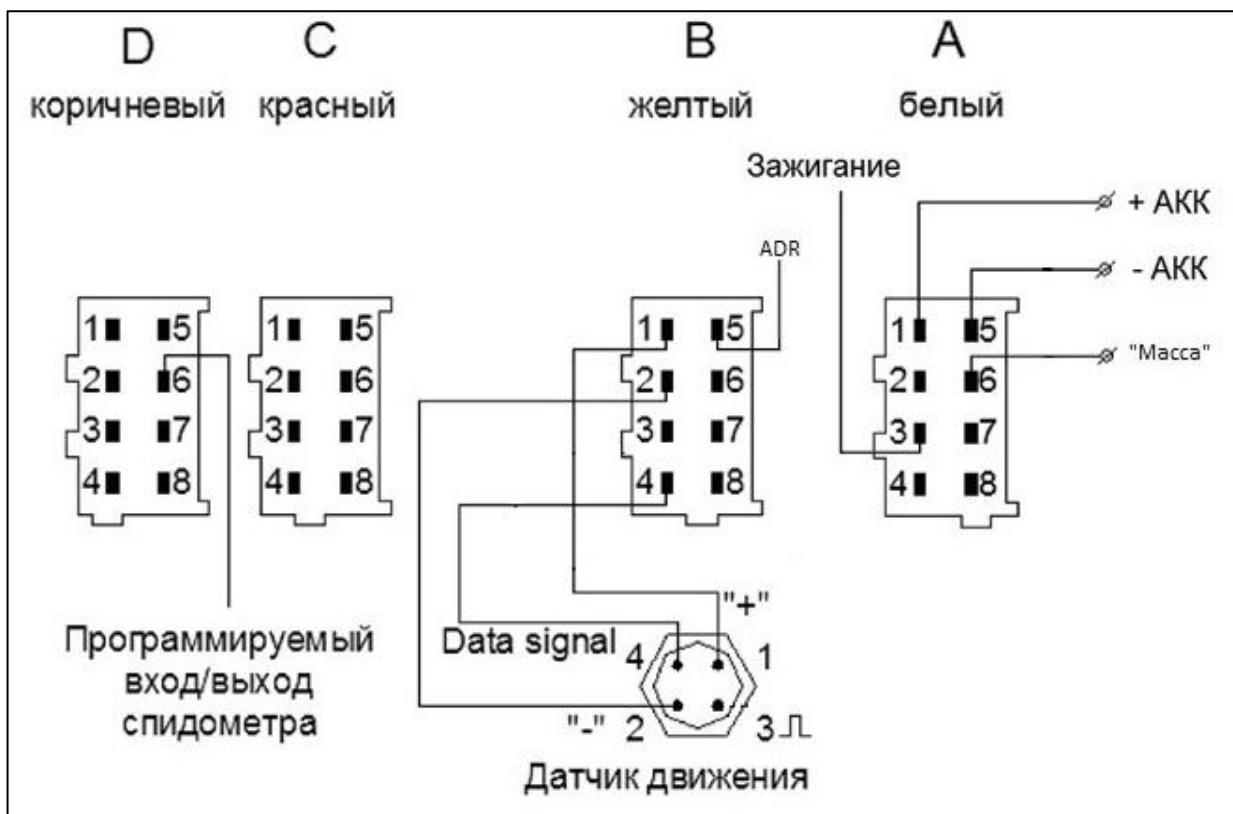 D C B A
коричневый красный желтый белый
Зажигание
+ АКК
ADR
- АКК
1 5 1 5 1 5 1 5
"Масса"
2 6 2 6 2 6 2 6
3 7 3 7 3 7 3 7
4 8 4 8 4 8 4 8
"+"
Программируемый
вход/выход
спидометра
Data signal 4 1
"-" 2 3
Датчик движения